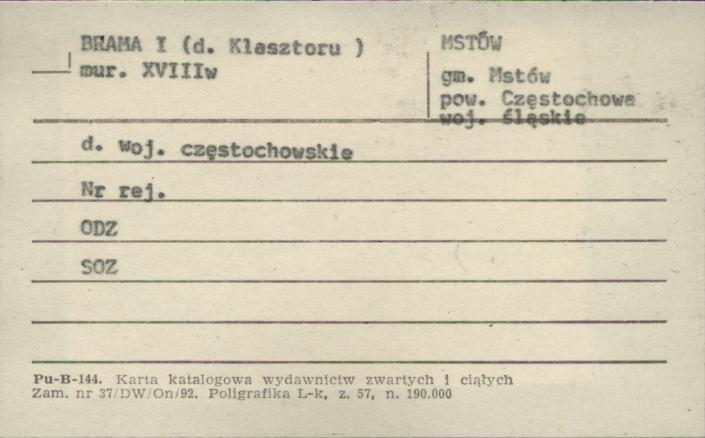 BRAMA I (d. Klasztoru )
mur. XVIIIw
MSTÓW
gm. Mstów
pow. Częstochowa
woj. śląskie
d. Woj. częstochowskie
Nr rej.
ODZ
SOZ
Pu-B-144. Karta katalogowa wydawnictw zwartych i ciąłych
Zam. nr 37/DW/On/92. Poligrafika L-k, z. 57, n. 190.000